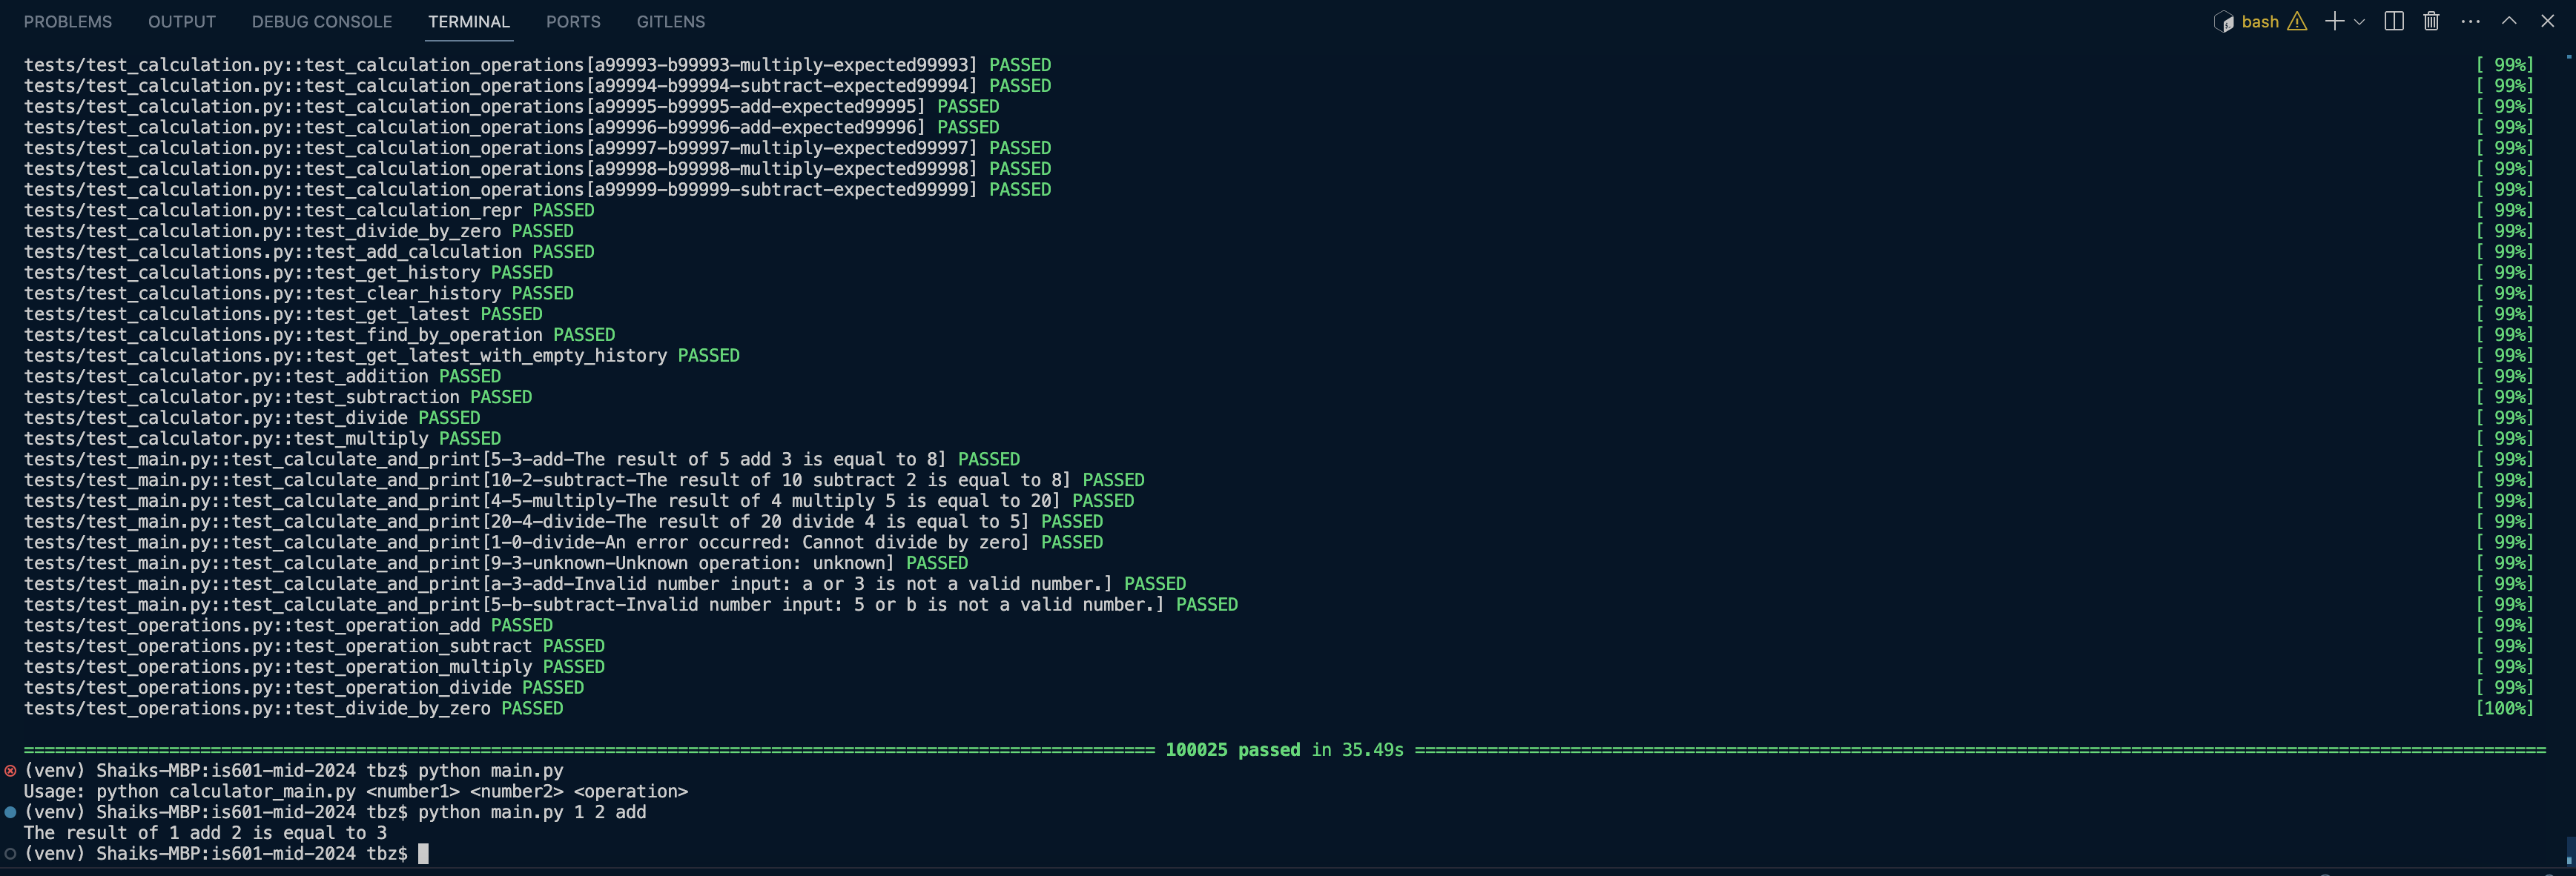 PROBLEMS OUTPUT DEBUG CONSOLE TERMINAL PORTS GITLENS bash
tests/test_calculation.py::test_calculation_operations[a99993-b99993-multiply-expected99993] PASSED [ 99%]
tests/test_calculation.py::test_calculation_operations[a99994-b99994-subtract-expected99994] PASSED [ 99%]
tests/test_calculation.py::test_calculation_operations[a99995-b99995-add-expected99995] PASSED [ 99%]
tests/test_calculation.py::test_calculation_operations[a99996-b99996-add-expected99996] PASSED [ 99%]
tests/test_calculation.py::test_calculation_operations[a99997-b99997-multiply-expected99997] PASSED [ 99%]
tests/test_calculation.py::test_calculation_operations[a99998-b99998-multiply-expected99998] PASSED [ 99%]
tests/test_calculation.py::test_calculation_operations[a99999-b99999-subtract-expected99999] PASSED [ 99%]
tests/test_calculation.py::test_calculation_repr PASSED [ 99%]
tests/test_calculation.py::test_divide_by_zero PASSED [ 99%]
tests/test_calculations.py::test_add_calculation PASSED [ 99%]
tests/test_calculations.py::test_get_history PASSED [ 99%]
tests/test_calculations.py::test_clear_history PASSED [ 99%]
tests/test_calculations.py::test_get_latest PASSED [ 99%]
tests/test_calculations.py::test_find_by_operation PASSED [ 99%]
tests/test_calculations.py::test_get_latest_with_empty_history PASSED [ 99%]
tests/test_calculator.py::test_addition PASSED [ 99%]
tests/test_calculator.py::test_subtraction PASSED [ 99%]
tests/test_calculator.py::test_divide PASSED [ 99%]
tests/test_calculator.py::test_multiply PASSED [ 99%]
tests/test_main.py::test_calculate_and_print[5-3-add-The result of 5 add 3 is equal to 8] PASSED [ 99%]
tests/test_main.py::test_calculate_and_print[10-2-subtract-The result of 10 subtract 2 is equal to 8] PASSED [ 99%]
tests/test_main.py::test_calculate_and_print[4-5-multiply-The result of 4 multiply 5 is equal to 20] PASSED [ 99%]
tests/test_main.py::test_calculate_and_print[20-4-divide-The result of 20 divide 4 is equal to 5] PASSED [ 99%]
tests/test_main.py::test_calculate_and_print[1-0-divide-An error occurred: Cannot divide by zero] PASSED [ 99%]
tests/test_main.py::test_calculate_and_print[9-3-unknown-Unknown operation: unknown] PASSED [ 99%]
tests/test_main.py::test_calculate_and_print[a-3-add-Invalid number input: a or 3 is not a valid number.] PASSED [ 99%]
tests/test_main.py::test_calculate_and_print[5-b-subtract-Invalid number input: 5 or b is not a valid number.] PASSED [ 99%]
tests/test_operations.py::test_operation_add PASSED [ 99%]
tests/test_operations.py::test_operation_subtract PASSED [ 99%]
tests/test_operations.py::test_operation_multiply PASSED [ 99%]
tests/test_operations.py::test_operation_divide PASSED [ 99%]
tests/test_operations.py::test_divide_by_zero PASSED [100%]
100025 passed in 35.49s
(venv) Shaiks-MBP:is601-mid-2024 tbz$ python main.py
Usage: python calculator_main.py <number1> <number2> <operation>
(venv) Shaiks-MBP:is601-mid-2024 tbz$ python main.py 1 2 add
The result of 1 add 2 is equal to 3
(venv) Shaiks-MBP:is601-mid-2024 tbz$